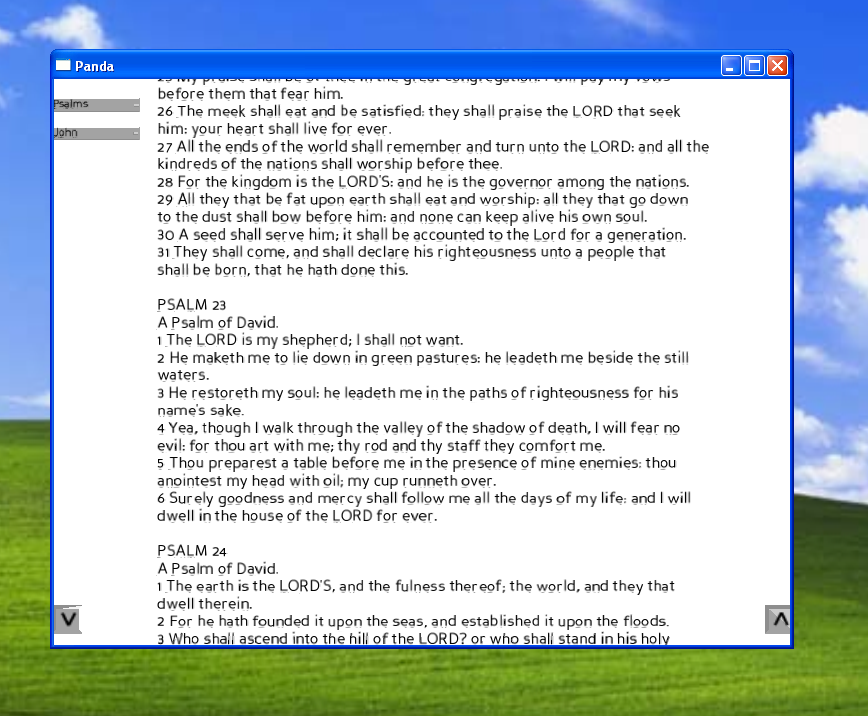 Panda
Psalms
John
25 My praise shall be of thee in the great congregation: I will pay my vows
before them that fear him.
26 The meek shall eat and be satisfied: they shall praise the LORD that seek
him: your heart shall live for ever.
27 All the ends of the world shall remember and turn unto the LORD: and all the
kindreds of the nations shall worship before thee.
28 For the kingdom is the LORD'S: and he is the governor among the nations.
29 All they that be fat upon earth shall eat and worship: all they that go down
to the dust shall bow before him: and none can keep alive his own soul.
30 A seed shall serve him; it shall be accounted to the Lord for a generation.
31 They shall come, and shall declare his righteousness unto a people that
shall be born, that he hath done this.
PSALM 23
A Psalm of David.
1 The LORD is my shepherd; I shall not want.
2 He maketh me to lie down in green pastures: he leadeth me beside the still
waters.
3 He restoreth my soul: he leadeth me in the paths of righteousness for his
name's sake.
4 Yea, though I walk through the valley of the shadow of death, I will fear no
evil: for thou art with me; thy rod and thy staff they comfort me.
5 Thou preparest a table before me in the presence of mine enemies: thou
anointest my head with oil; my cup runneth over.
6 Surely goodness and mercy shall follow me all the days of my life: and I will
dwell in the house of the LORD for ever.
PSALM 24
A Psalm of David.
1 The earth is the LORD'S, and the fulness thereof; the world, and they that
dwell therein.
2 For he hath founded it upon the seas, and established it upon the floods.
3 Who shall ascend into the hill of the LORD? or who shall stand in his holy